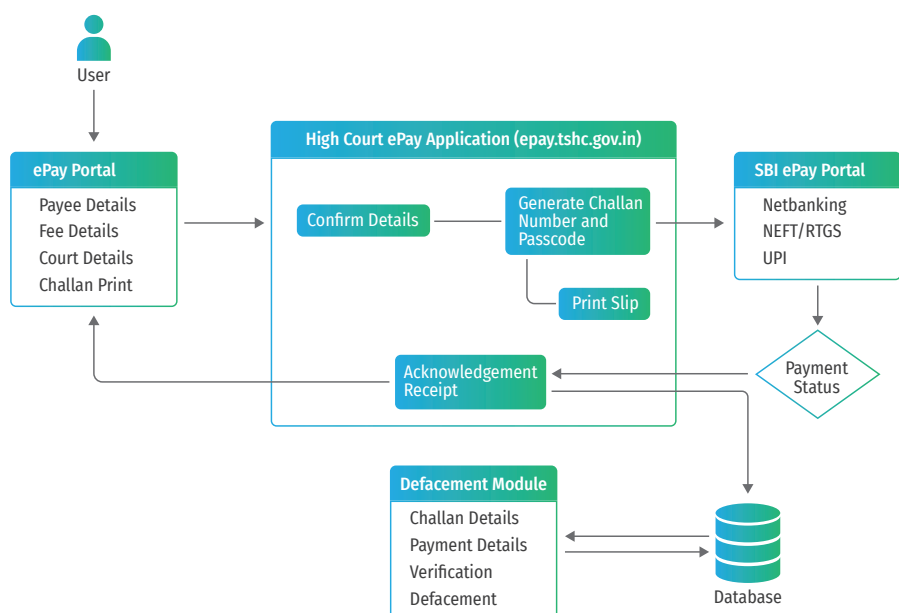 User
ePay Portal
Payee Details
Fee Details
Court Details
Challan Print
High Court ePay Application (epay.tshc.gov.in)
Confirm Details
Generate Challan
Number and
Passcode
Print Slip
Acknowledgement
Receipt
SBI ePay Portal
Netbanking
NEFT/RTGS
UPI
Payment
Status
Defacement Module
Challan Details
Payment Details
Verification
Defacement
Database